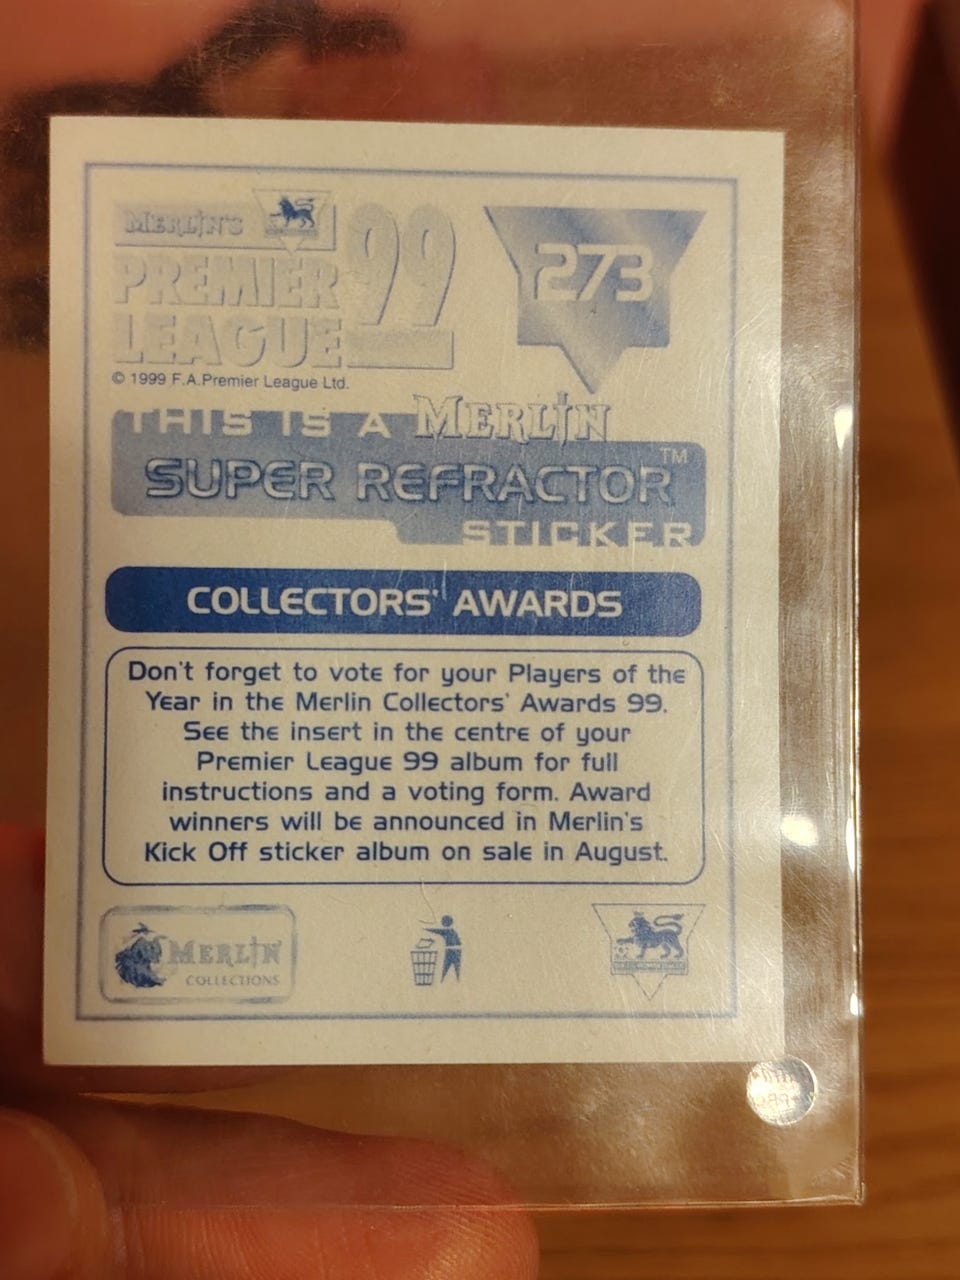 MERLIN'S
PREMIER
LEAGUE
99
273
© 1999 F.A.Premier League Ltd.
THIS IS A MERLIN
SUPER REFRACTOR™
STICKER
COLLECTORS' AWARDS
Don't forget to vote for your Players of the
Year in the Merlin Collectors' Awards 99.
See the insert in the centre of your
Premier League 99 album for full
instructions and a voting form. Award
winners will be announced in Merlin's
Kick Off sticker album on sale in August.
MERLIN
COLLECTIONS